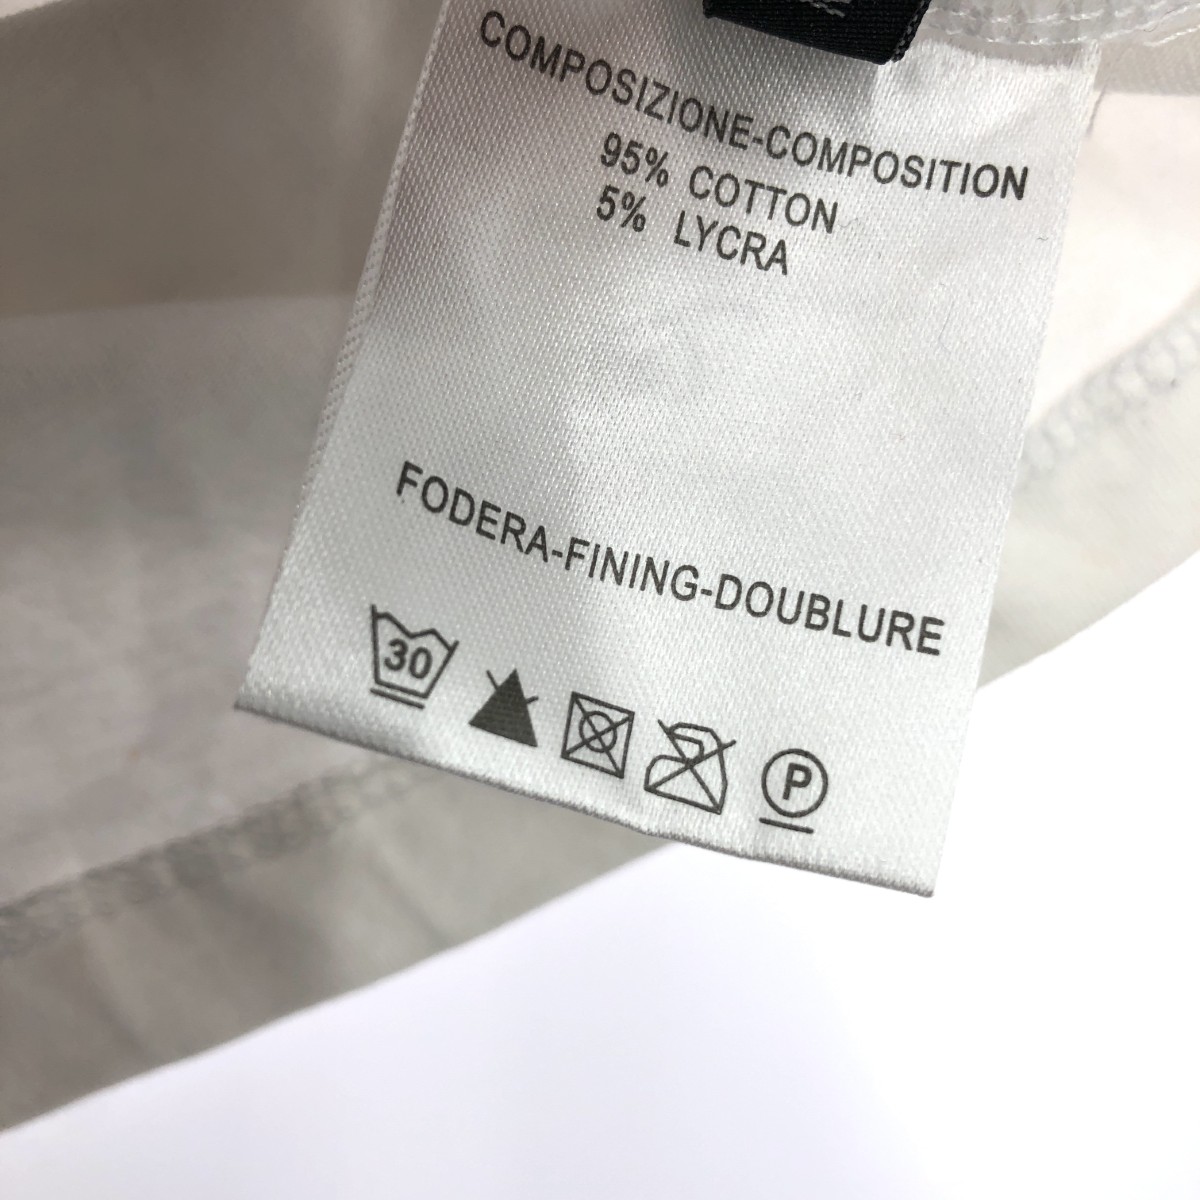 COMPOSIZIONE-COMPOSITION
95% COTTON
5% LYCRA
FODERA-FINING-DOUBLURE
30
P